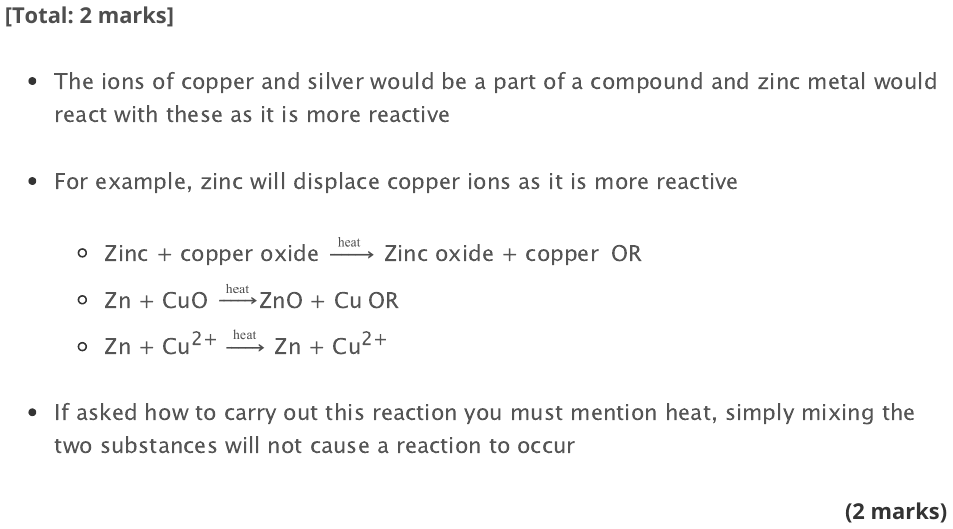 [Total: 2 marks]
• The ions of copper and silver would be a part of a compound and zinc metal would
react with these as it is more reactive
• For example, zinc will displace copper ions as it is more reactive
◦ Zinc + copper oxide \xrightarrow{heat} Zinc oxide + copper OR
◦ Zn + CuO \xrightarrow{heat} ZnO + Cu OR
◦ Zn + Cu²⁺ \xrightarrow{heat} Zn + Cu²⁺
• If asked how to carry out this reaction you must mention heat, simply mixing the
two substances will not cause a reaction to occur
(2 marks)